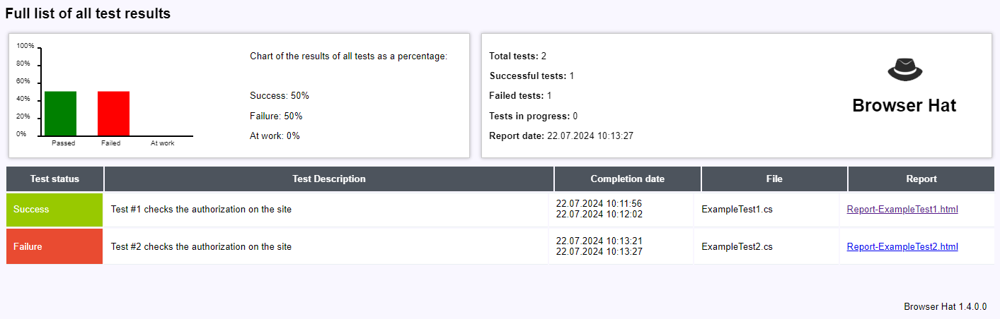 Full list of all test results
100%
80%
60%
40%
20%
0%
Passed Failed At work
Chart of the results of all tests as a percentage:
Success: 50%
Failure: 50%
At work: 0%
Total tests: 2
Successful tests: 1
Failed tests: 1
Tests in progress: 0
Report date: 22.07.2024 10:13:27
Browser Hat
Test status Test Description Completion date File Report
Success Test #1 checks the authorization on the site 22.07.2024 10:11:56
22.07.2024 10:12:02 ExampleTest1.cs Report-ExampleTest1.html
Failure Test #2 checks the authorization on the site 22.07.2024 10:13:21
22.07.2024 10:13:27 ExampleTest2.cs Report-ExampleTest2.html
Browser Hat 1.4.0.0